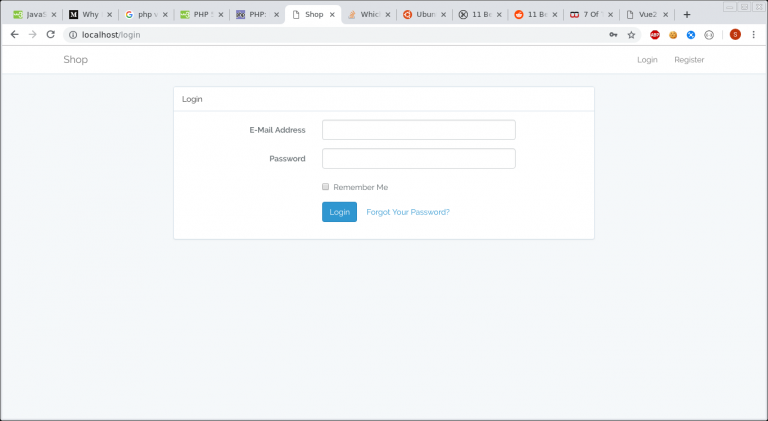 JavaS
Why
php v
PHP
PHP:
Shop
Whic
Ubun
11 Be
11 Be
7 Of
Vue2
localhost/login
ABP
S
Shop Login Register
Login
E-Mail Address
Password
Remember Me
Login Forgot Your Password?